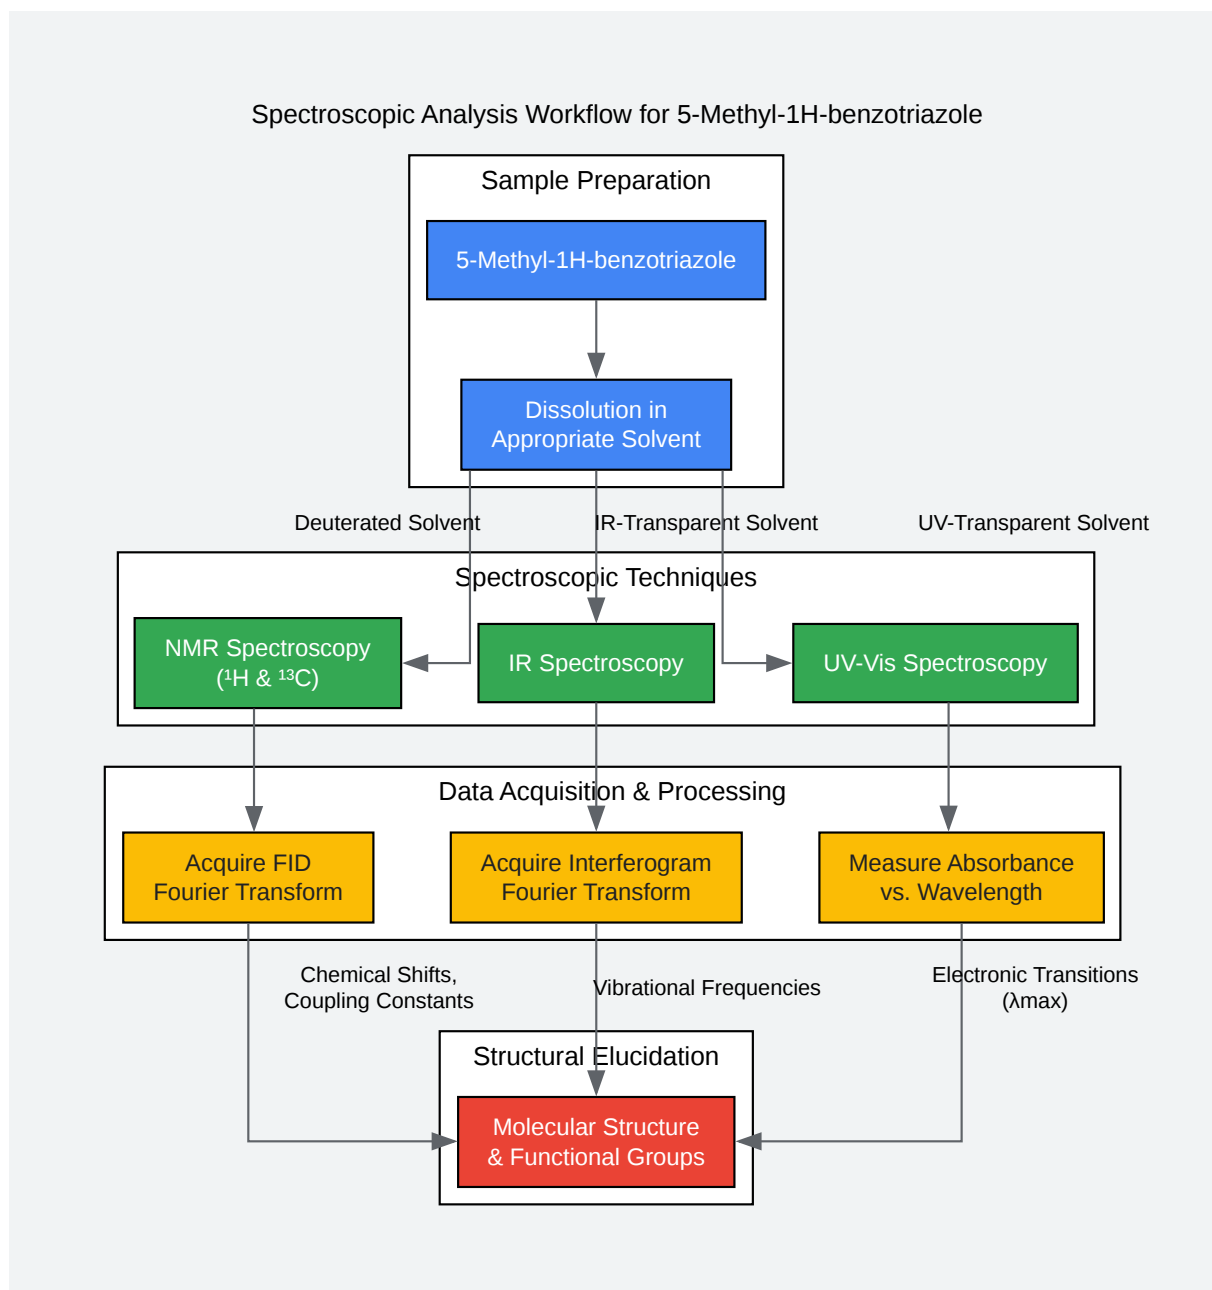 Spectroscopic Analysis Workflow for 5-Methyl-1H-benzotriazole
Sample Preparation
5-Methyl-1H-benzotriazole
Dissolution in
Appropriate Solvent
Deuterated Solvent
IR-Transparent Solvent
UV-Transparent Solvent
Spectroscopic Techniques
NMR Spectroscopy
(¹H & ¹³C)
IR Spectroscopy
UV-Vis Spectroscopy
Data Acquisition & Processing
Acquire FID
Fourier Transform
Acquire Interferogram
Fourier Transform
Measure Absorbance
vs. Wavelength
Chemical Shifts,
Coupling Constants
Vibrational Frequencies
Electronic Transitions
(λmax)
Structural Elucidation
Molecular Structure
& Functional Groups